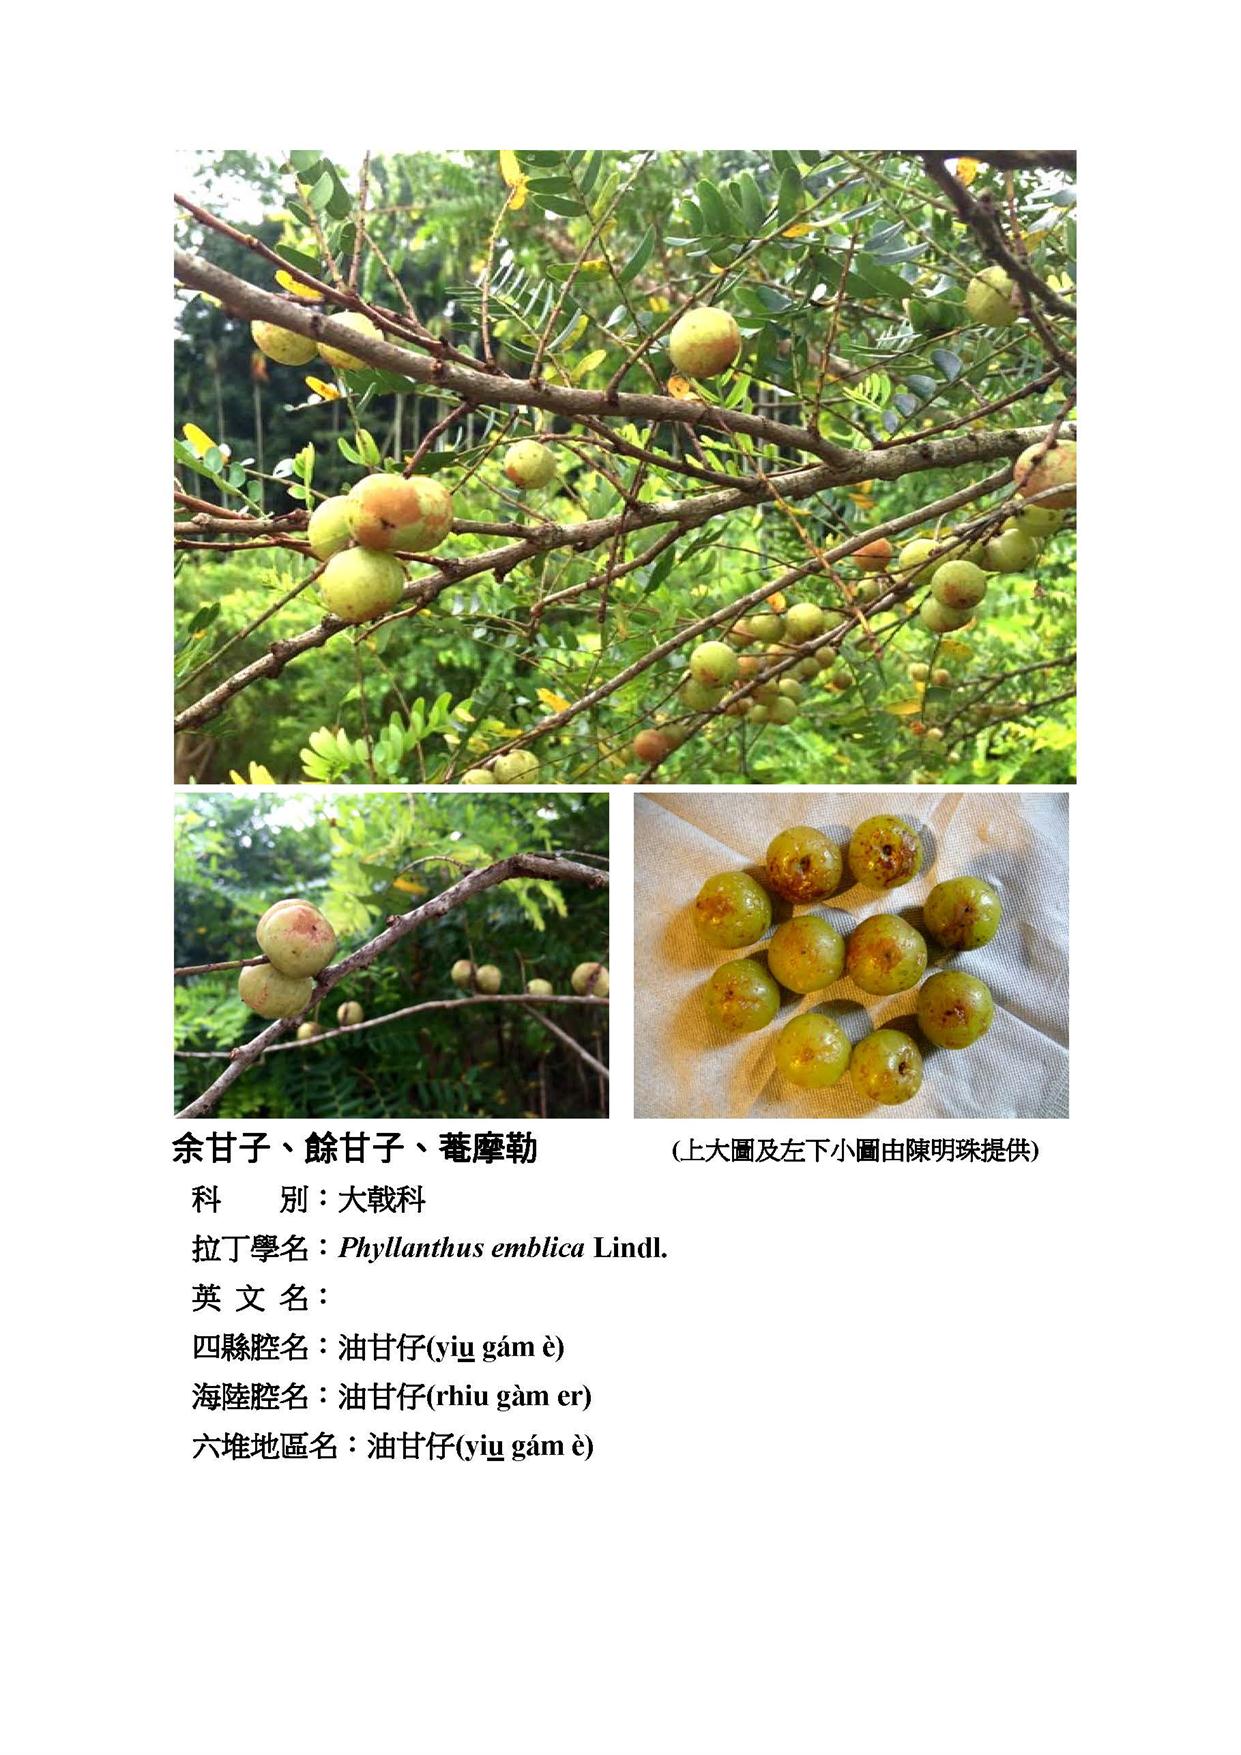 余甘子、餘甘子、菴摩勒
(上大圖及左下小圖由陳明珠提供)
科　　別：大戟科
拉丁學名：Phyllanthus emblica Lindl.
英 文 名：
四縣腔名：油甘仔(yiu gám è)
海陸腔名：油甘仔(rhiu gàm er)
六堆地區名：油甘仔(yiu gám è)